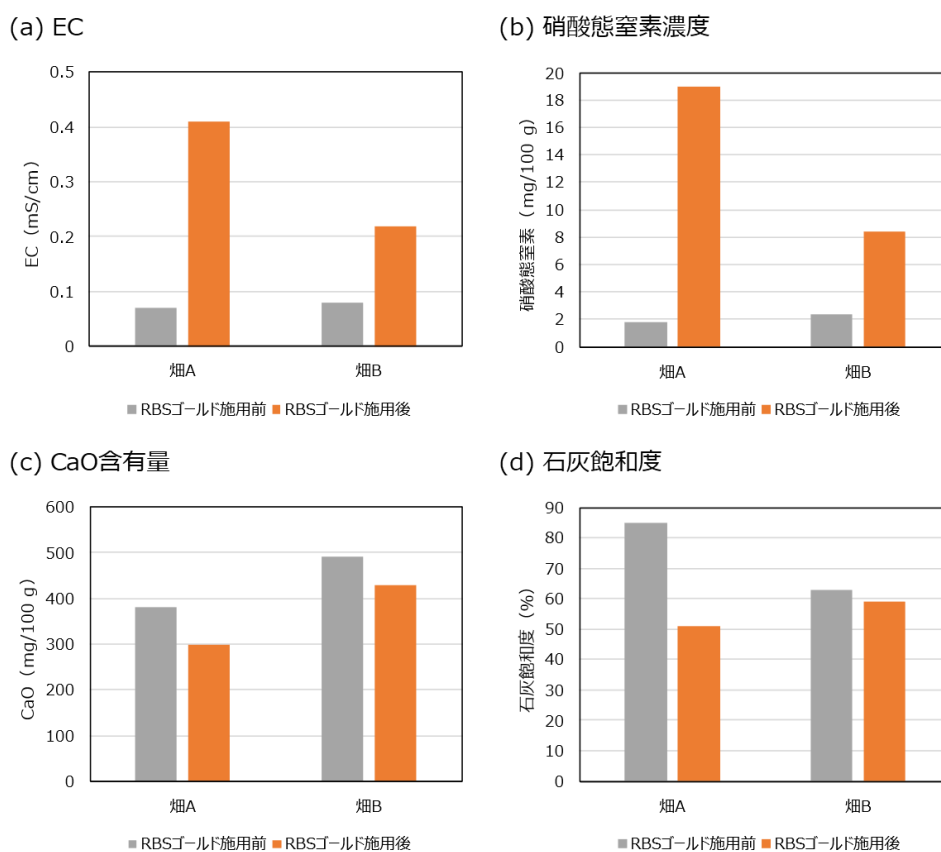 (a) EC
0.5
0.4
0.3
0.2
0.1
0
EC（mS/cm）
畑A
畑B
RBSゴールド施用前
RBSゴールド施用後
(b) 硝酸態窒素濃度
20
18
16
14
12
10
8
6
4
2
0
硝酸態窒素（mg/100 g）
畑A
畑B
RBSゴールド施用前
RBSゴールド施用後
(c) CaO含有量
600
500
400
300
200
100
0
CaO（mg/100 g）
畑A
畑B
RBSゴールド施用前
RBSゴールド施用後
(d) 石灰飽和度
90
80
70
60
50
40
30
20
10
0
石灰飽和度（%）
畑A
畑B
RBSゴールド施用前
RBSゴールド施用後